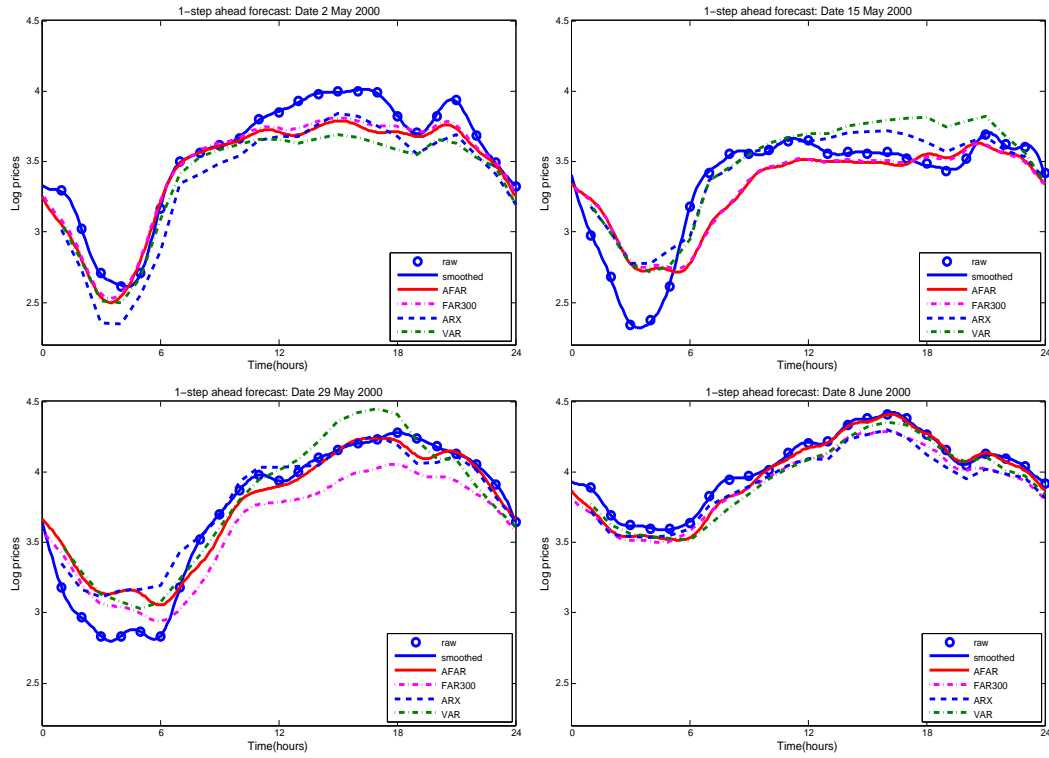 1−step ahead forecast: Date 2 May 2000
4.5
4
3.5
3
2.5
Log prices
0 6 12 18 24
Time(hours)
raw
smoothed
AFAR
FAR300
ARX
VAR
1−step ahead forecast: Date 15 May 2000
4.5
4
3.5
3
2.5
Log prices
0 6 12 18 24
Time(hours)
raw
smoothed
AFAR
FAR300
ARX
VAR
1−step ahead forecast: Date 29 May 2000
4.5
4
3.5
3
2.5
Log prices
0 6 12 18 24
Time(hours)
raw
smoothed
AFAR
FAR300
ARX
VAR
1−step ahead forecast: Date 8 June 2000
4.5
4
3.5
3
2.5
Log prices
0 6 12 18 24
Time(hours)
raw
smoothed
AFAR
FAR300
ARX
VAR